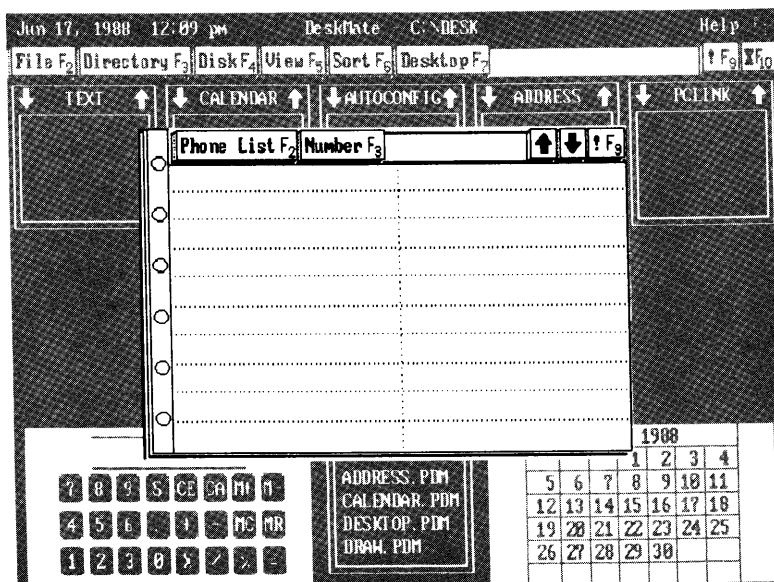 Jun 17, 1988 12:09 pm DeskMate C:\DESK Help
File F2 Directory F3 Disk F4 View F5 Sort F6 Desktop F7 ! F9 F10
TEXT CALENDAR AUTOCONFIG ADDRESS PCLINK
Phone List F2 Number F3 ! F9
1988
1 2 3 4
7 8 9 S CE CA M+ M- ADDRESS.PDM 5 6 7 8 9 10 11
CALENDAR.PDM 12 13 14 15 16 17 18
4 5 6 . + - MC MR DESKTOP.PDM 19 20 21 22 23 24 25
1 2 3 0 DRAW.PDM 26 27 28 29 30